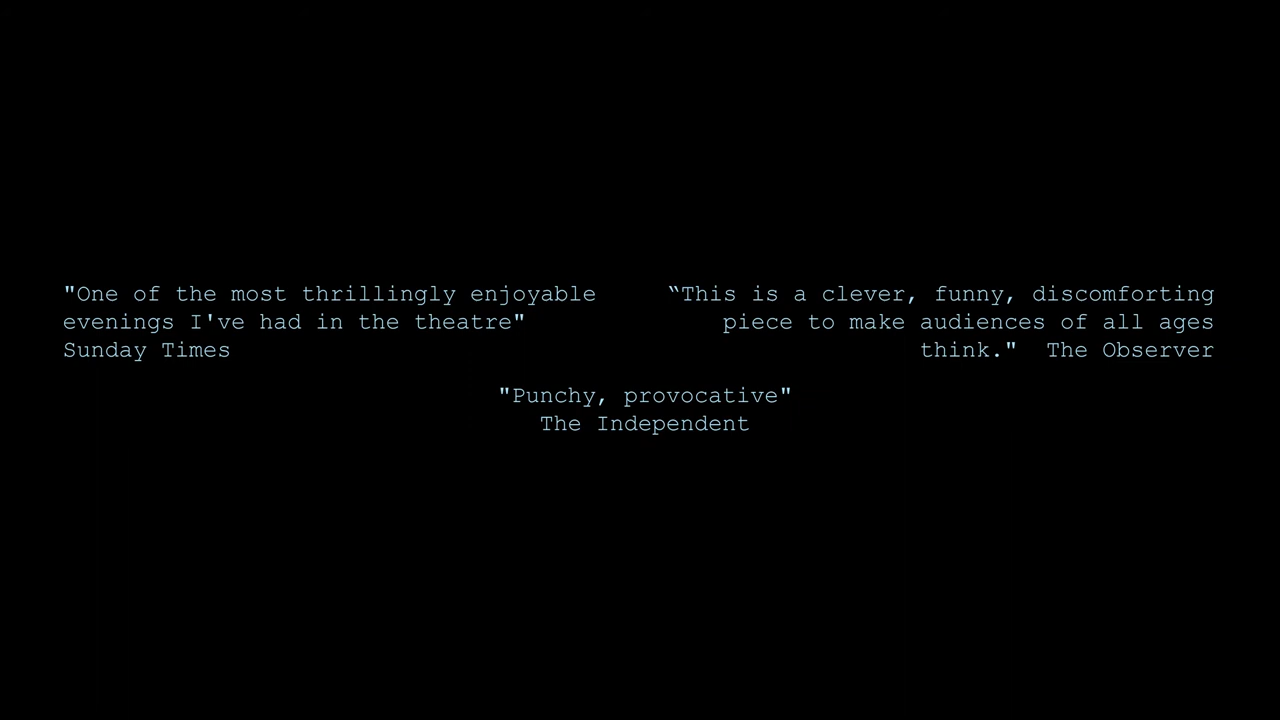 "One of the most thrillingly enjoyable
evenings I've had in the theatre"
Sunday Times
“This is a clever, funny, discomforting
piece to make audiences of all ages
think."  The Observer
"Punchy, provocative"
The Independent